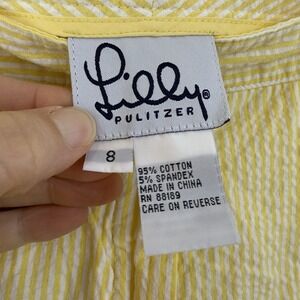 Lilly®
PULITZER
8
95% COTTON
5% SPANDEX
MADE IN CHINA
RN 88189
CARE ON REVERSE